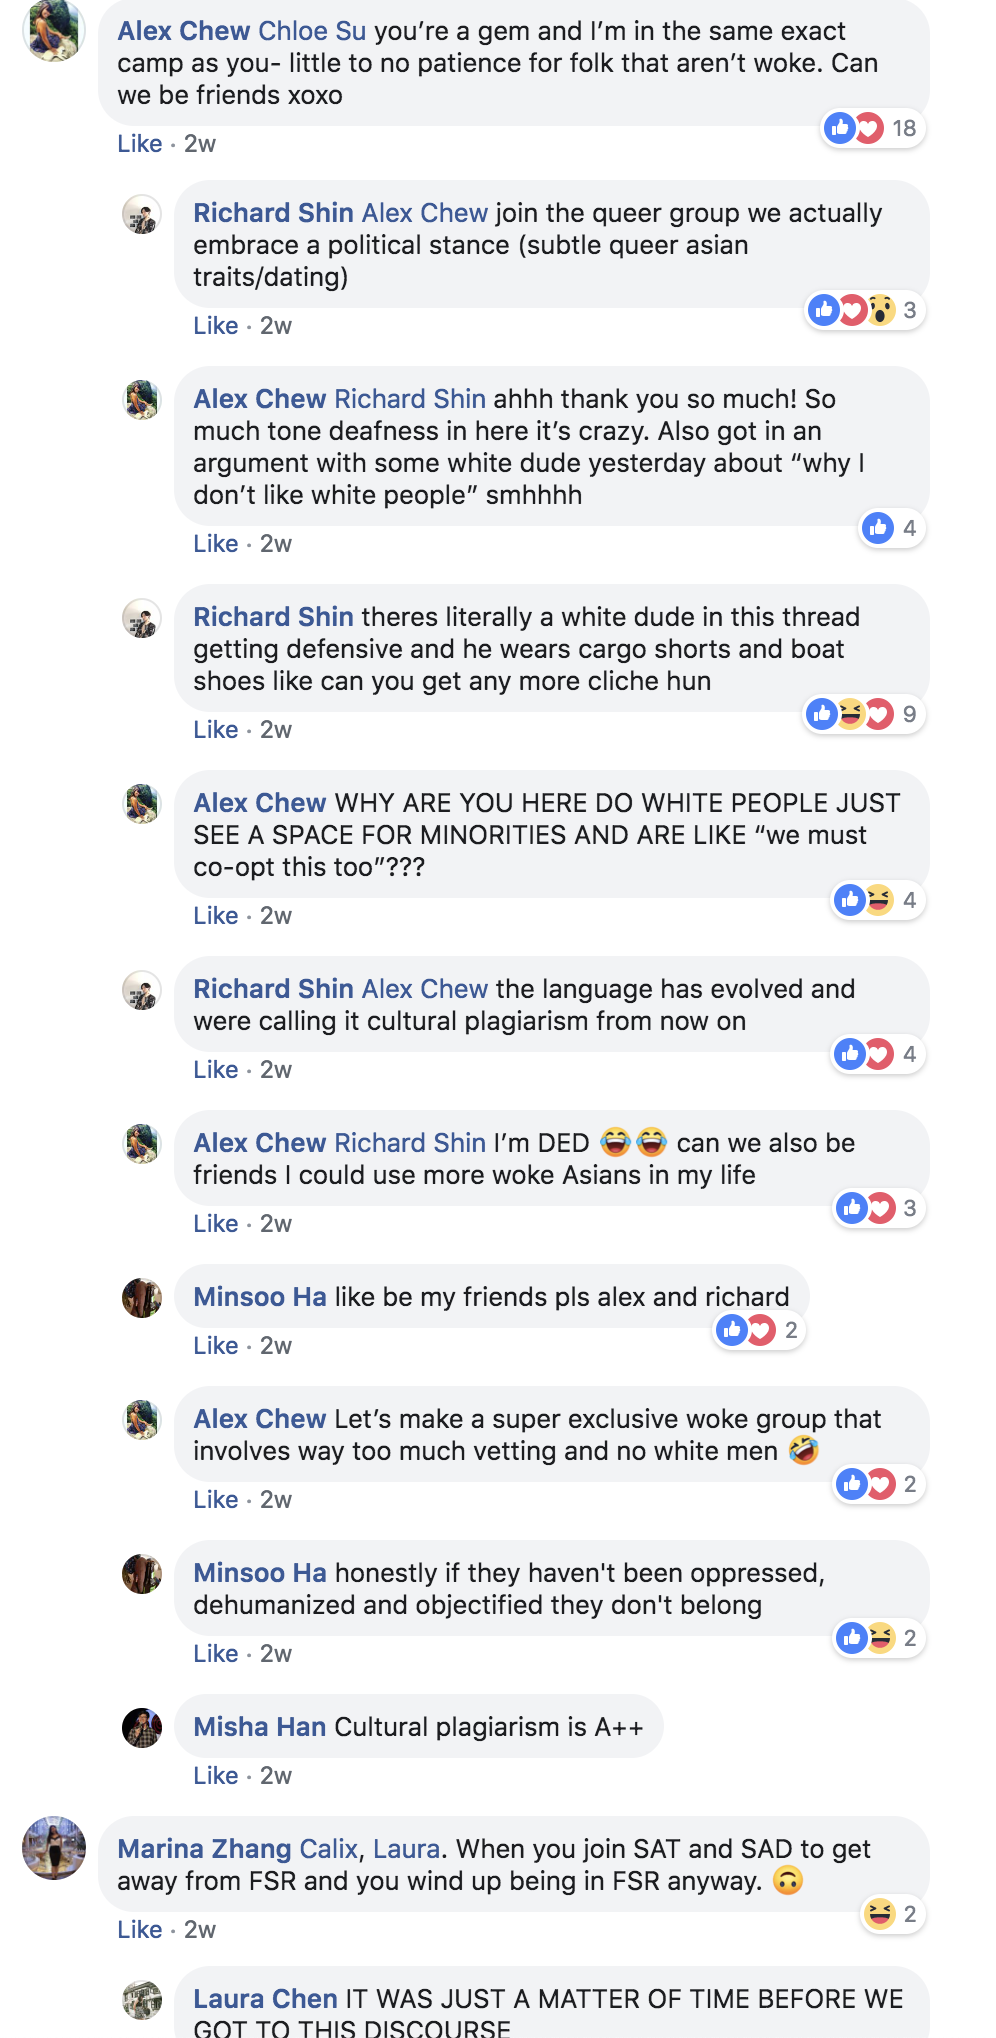 Alex Chew Chloe Su you’re a gem and I’m in the same exact
camp as you- little to no patience for folk that aren’t woke. Can
we be friends xoxo
18
Like · 2w
Richard Shin Alex Chew join the queer group we actually
embrace a political stance (subtle queer asian
traits/dating)
3
Like · 2w
Alex Chew Richard Shin ahhh thank you so much! So
much tone deafness in here it’s crazy. Also got in an
argument with some white dude yesterday about “why I
don’t like white people” smhhhh
4
Like · 2w
Richard Shin theres literally a white dude in this thread
getting defensive and he wears cargo shorts and boat
shoes like can you get any more cliche hun
9
Like · 2w
Alex Chew WHY ARE YOU HERE DO WHITE PEOPLE JUST
SEE A SPACE FOR MINORITIES AND ARE LIKE “we must
co-opt this too”???
4
Like · 2w
Richard Shin Alex Chew the language has evolved and
were calling it cultural plagiarism from now on
4
Like · 2w
Alex Chew Richard Shin I’m DED 😂😂 can we also be
friends I could use more woke Asians in my life
3
Like · 2w
Minsoo Ha like be my friends pls alex and richard
2
Like · 2w
Alex Chew Let’s make a super exclusive woke group that
involves way too much vetting and no white men 🤣
2
Like · 2w
Minsoo Ha honestly if they haven't been oppressed,
dehumanized and objectified they don't belong
2
Like · 2w
Misha Han Cultural plagiarism is A++
Like · 2w
Marina Zhang Calix, Laura. When you join SAT and SAD to get
away from FSR and you wind up being in FSR anyway. 🙃
2
Like · 2w
Laura Chen IT WAS JUST A MATTER OF TIME BEFORE WE
GOT TO THIS DISCOURSE